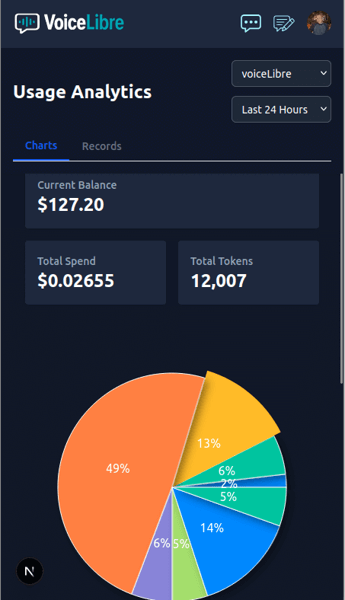 VoiceLibre
voiceLibre
Usage Analytics
Last 24 Hours
Charts Records
Current Balance
$127.20
Total Spend Total Tokens
$0.02655 12,007
13%
49%
6%
2%
5%
14%
6% 5%
N